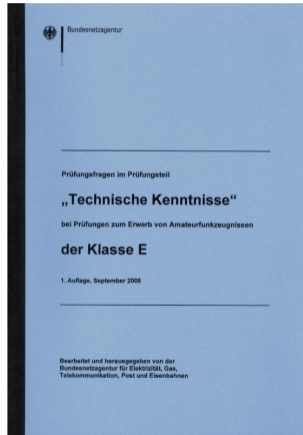 Bundesnetzagentur
Prüfungsfragen im Prüfungsteil
„Technische Kenntnisse“
bei Prüfungen zum Erwerb von Amateurfunkzeugnissen
der Klasse E
1. Auflage, September 2006
Bearbeitet und herausgegeben von der
Bundesnetzagentur für Elektrizität, Gas,
Telekommunikation, Post und Eisenbahnen